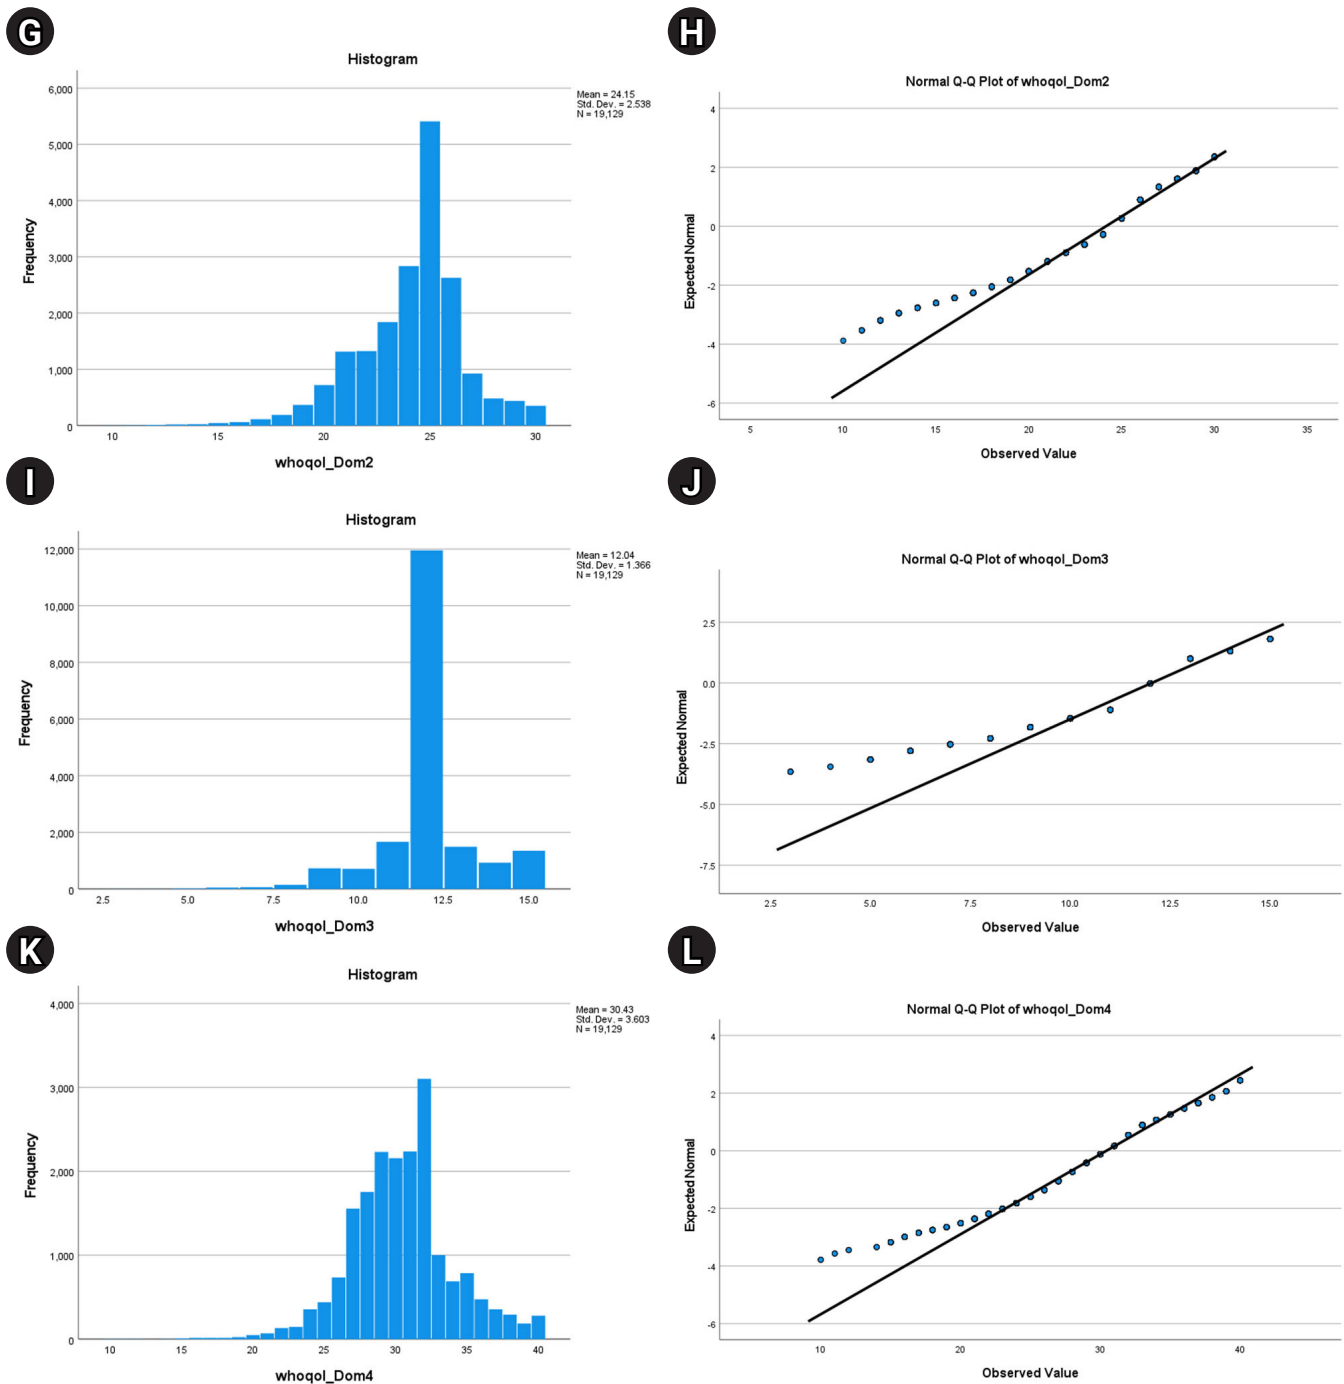 G
Histogram
6,000
5,000
4,000
3,000
2,000
1,000
0
Frequency
10 15 20 25 30
whoqol_Dom2
Mean = 24.15
Std. Dev. = 2.538
N = 19,129
H
Normal Q-Q Plot of whoqol_Dom2
4
2
0
-2
-4
-6
Expected Normal
5 10 15 20 25 30 35
Observed Value
I
Histogram
12,000
10,000
8,000
6,000
4,000
2,000
0
Frequency
2.5 5.0 7.5 10.0 12.5 15.0
whoqol_Dom3
Mean = 12.04
Std. Dev. = 1.366
N = 19,129
J
Normal Q-Q Plot of whoqol_Dom3
2.5
0.0
-2.5
-5.0
-7.5
Expected Normal
2.5 5.0 7.5 10.0 12.5 15.0
Observed Value
K
Histogram
4,000
3,000
2,000
1,000
0
Frequency
10 15 20 25 30 35 40
whoqol_Dom4
Mean = 30.43
Std. Dev. = 3.603
N = 19,129
L
Normal Q-Q Plot of whoqol_Dom4
4
2
0
-2
-4
-6
Expected Normal
10 20 30 40
Observed Value